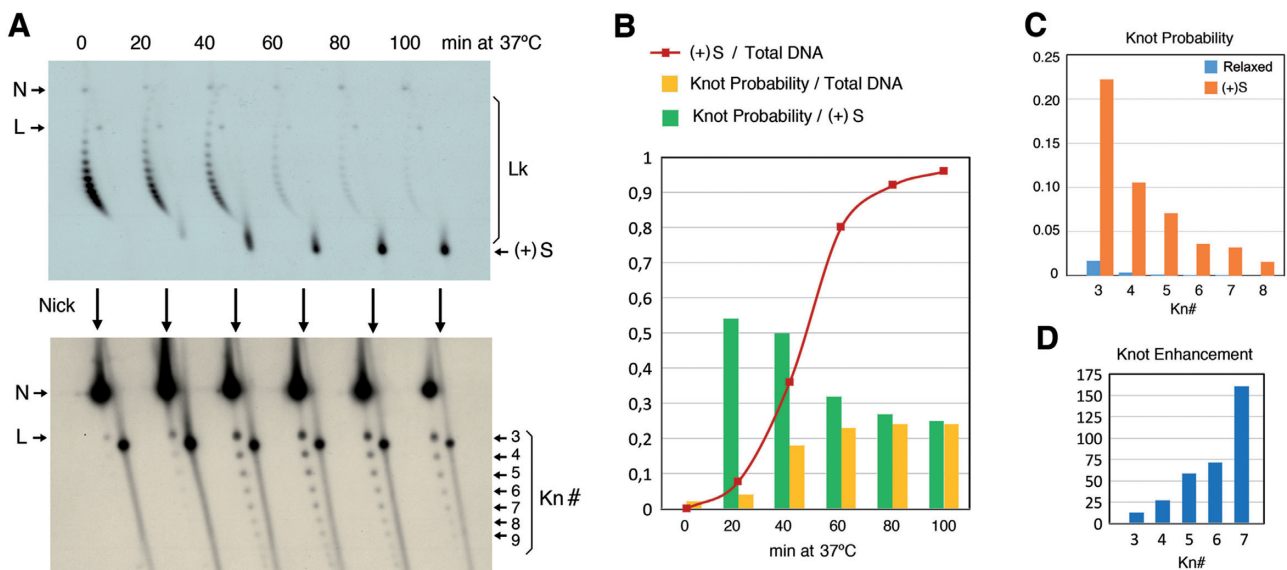 A
0 20 40 60 80 100 min at 37ºC
N
L
Lk
(+)S
Nick
N
L
3
4
5
6
7
8
9
Kn#
B
(+)S / Total DNA
Knot Probability / Total DNA
Knot Probability / (+) S
1
0,9
0,8
0,7
0,6
0,5
0,4
0,3
0,2
0,1
0
0 20 40 60 80 100
min at 37ºC
C
Knot Probability
Relaxed
(+)S
0.25
0.20
0.15
0.10
0.05
0
3 4 5 6 7 8
Kn#
D
Knot Enhancement
175
150
125
100
75
50
25
0
3 4 5 6 7
Kn#